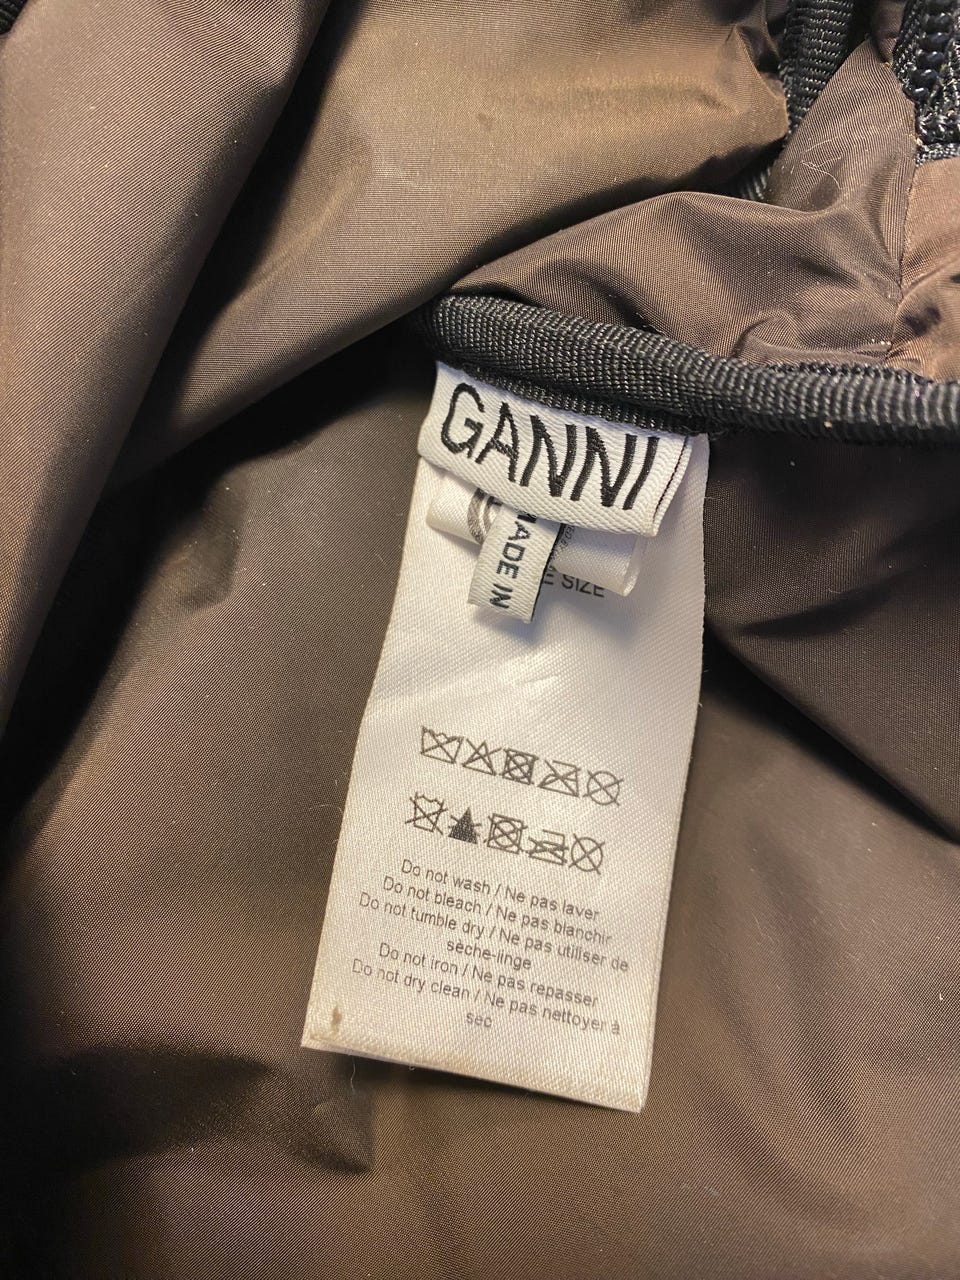 GANNI
MADE IN
SIZE
Do not wash / Ne pas laver
Do not bleach / Ne pas blanchir
Do not tumble dry / Ne pas utiliser de
sèche-linge
Do not iron / Ne pas repasser
Do not dry clean / Ne pas nettoyer à
sec